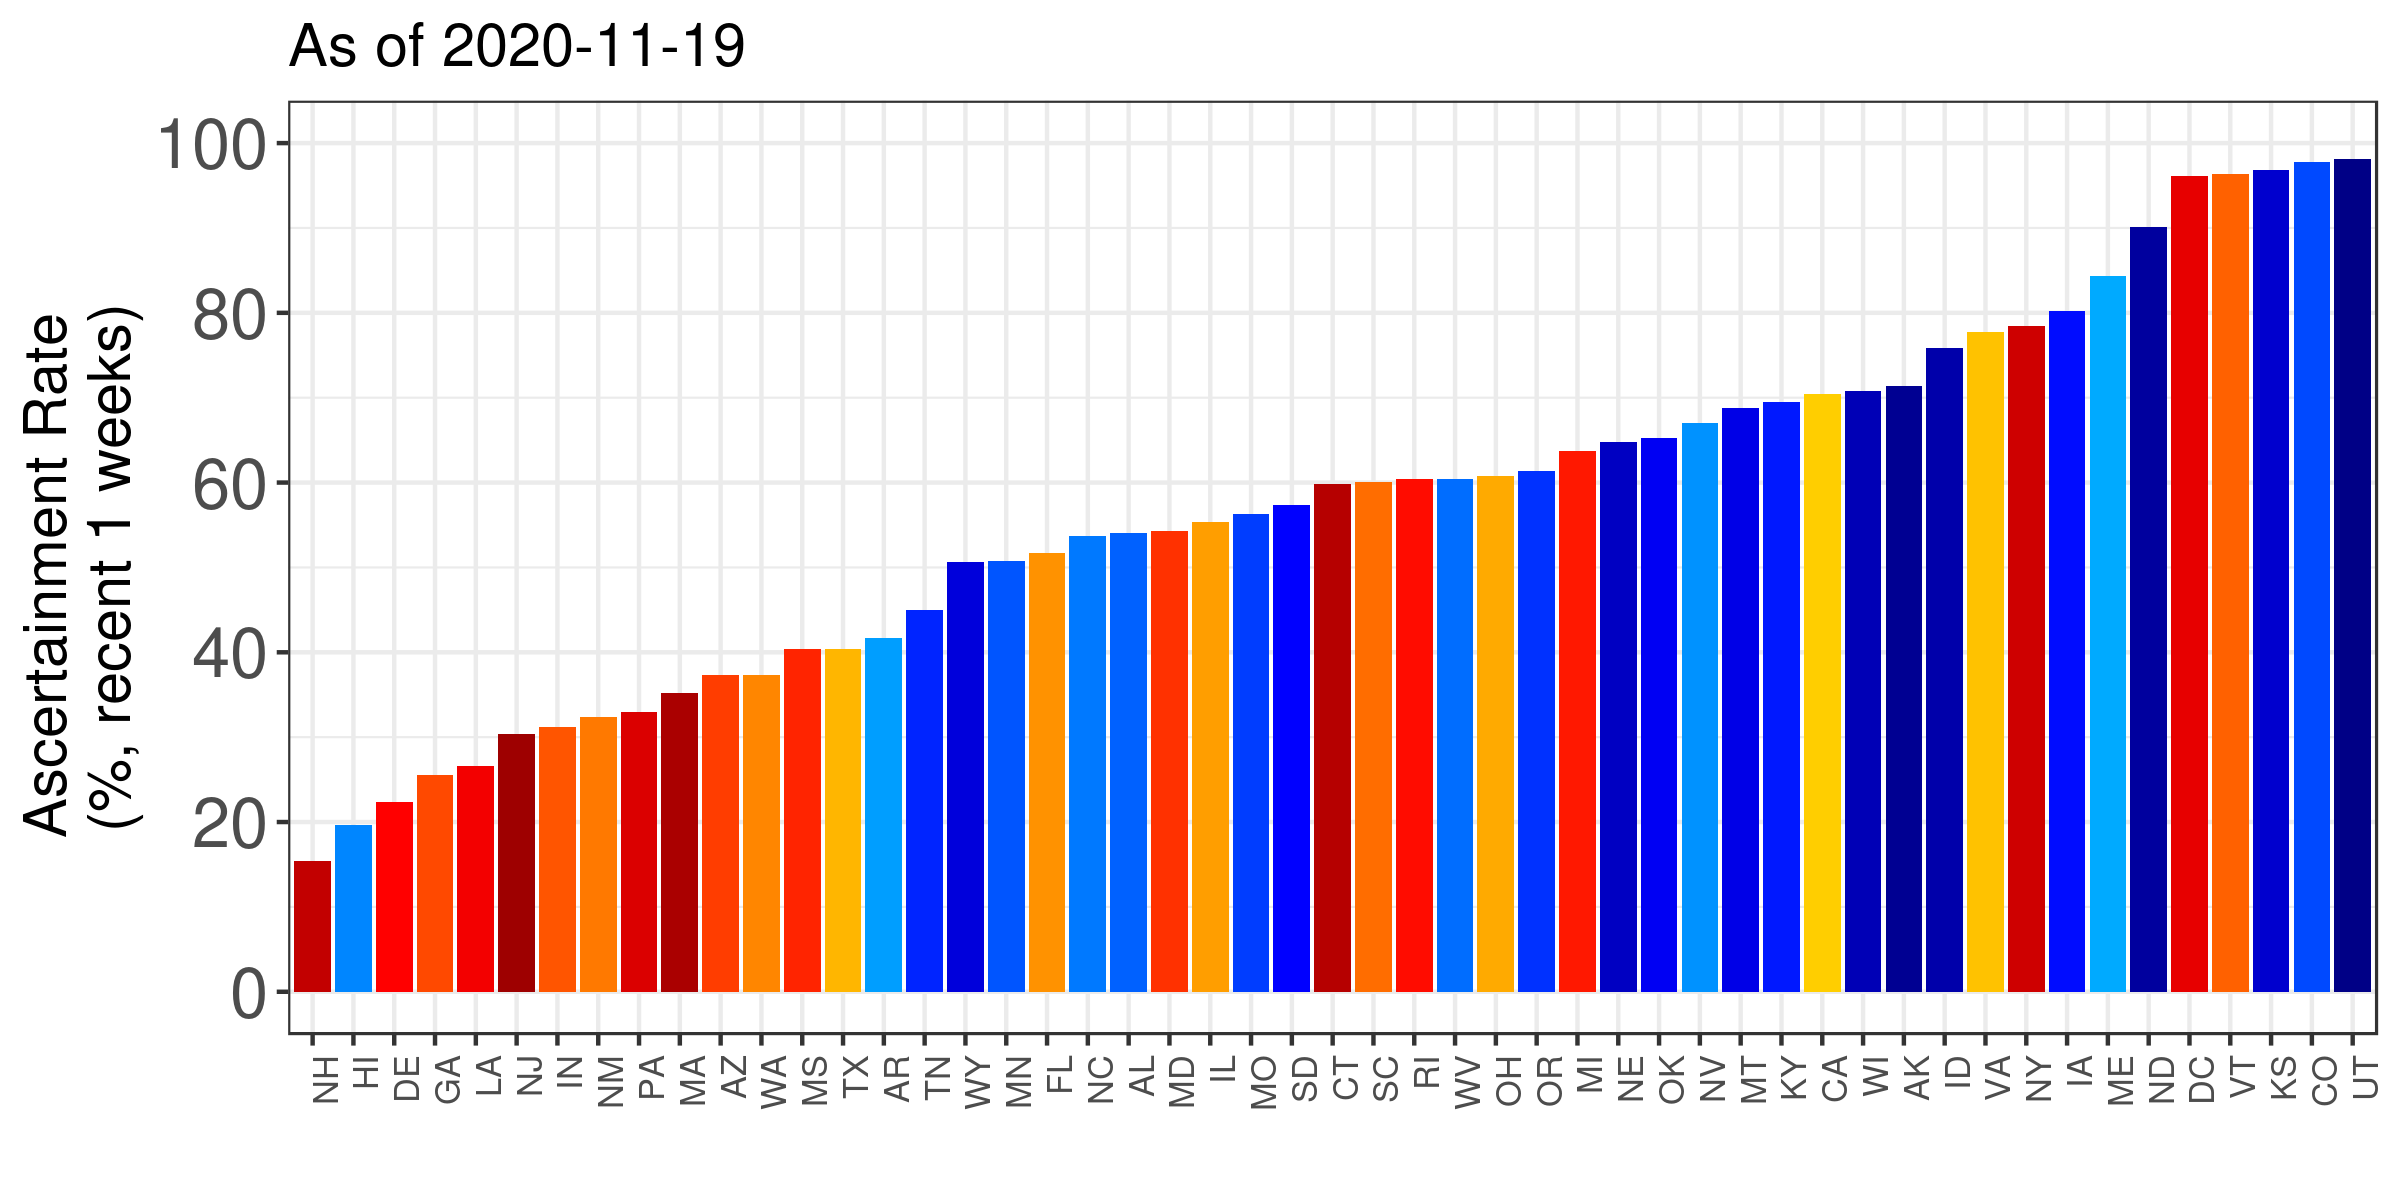 As of 2020-11-19
Ascertainment Rate
(%, recent 1 weeks)
100
80
60
40
20
0
NH HI DE GA LA NJ IN NM PA MA AZ WA MS TX AR TN WY MN FL NC AL MD IL MO SD CT SC RI WV OH OR MI NE OK NV MT KY CA WI AK ID VA NY IA ME ND DC VT KS CO UT